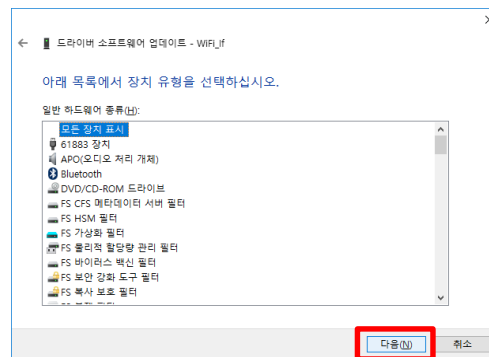 드라이버 소프트웨어 업데이트 - WiFi_If
아래 목록에서 장치 유형을 선택하십시오.
일반 하드웨어 종류(H):
모든 장치 표시
61883 장치
APO(오디오 처리 개체)
Bluetooth
DVD/CD-ROM 드라이브
FS CFS 메타데이터 서버 필터
FS HSM 필터
FS 가상화 필터
FS 물리적 할당량 관리 필터
FS 바이러스 백신 필터
FS 보안 강화 도구 필터
FS 복사 보호 필터
다음(N)
취소